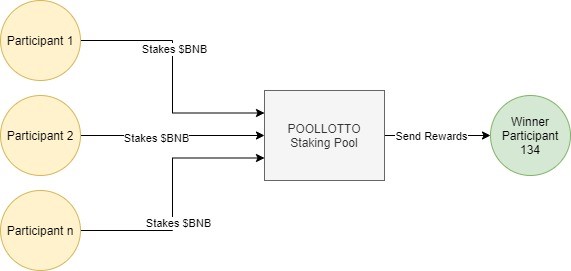 Participant 1
Stakes $BNB
Participant 2
Stakes $BNB
Participant n
Stakes $BNB
POOLLOTTO
Staking Pool
Send Rewards
Winner
Participant
134